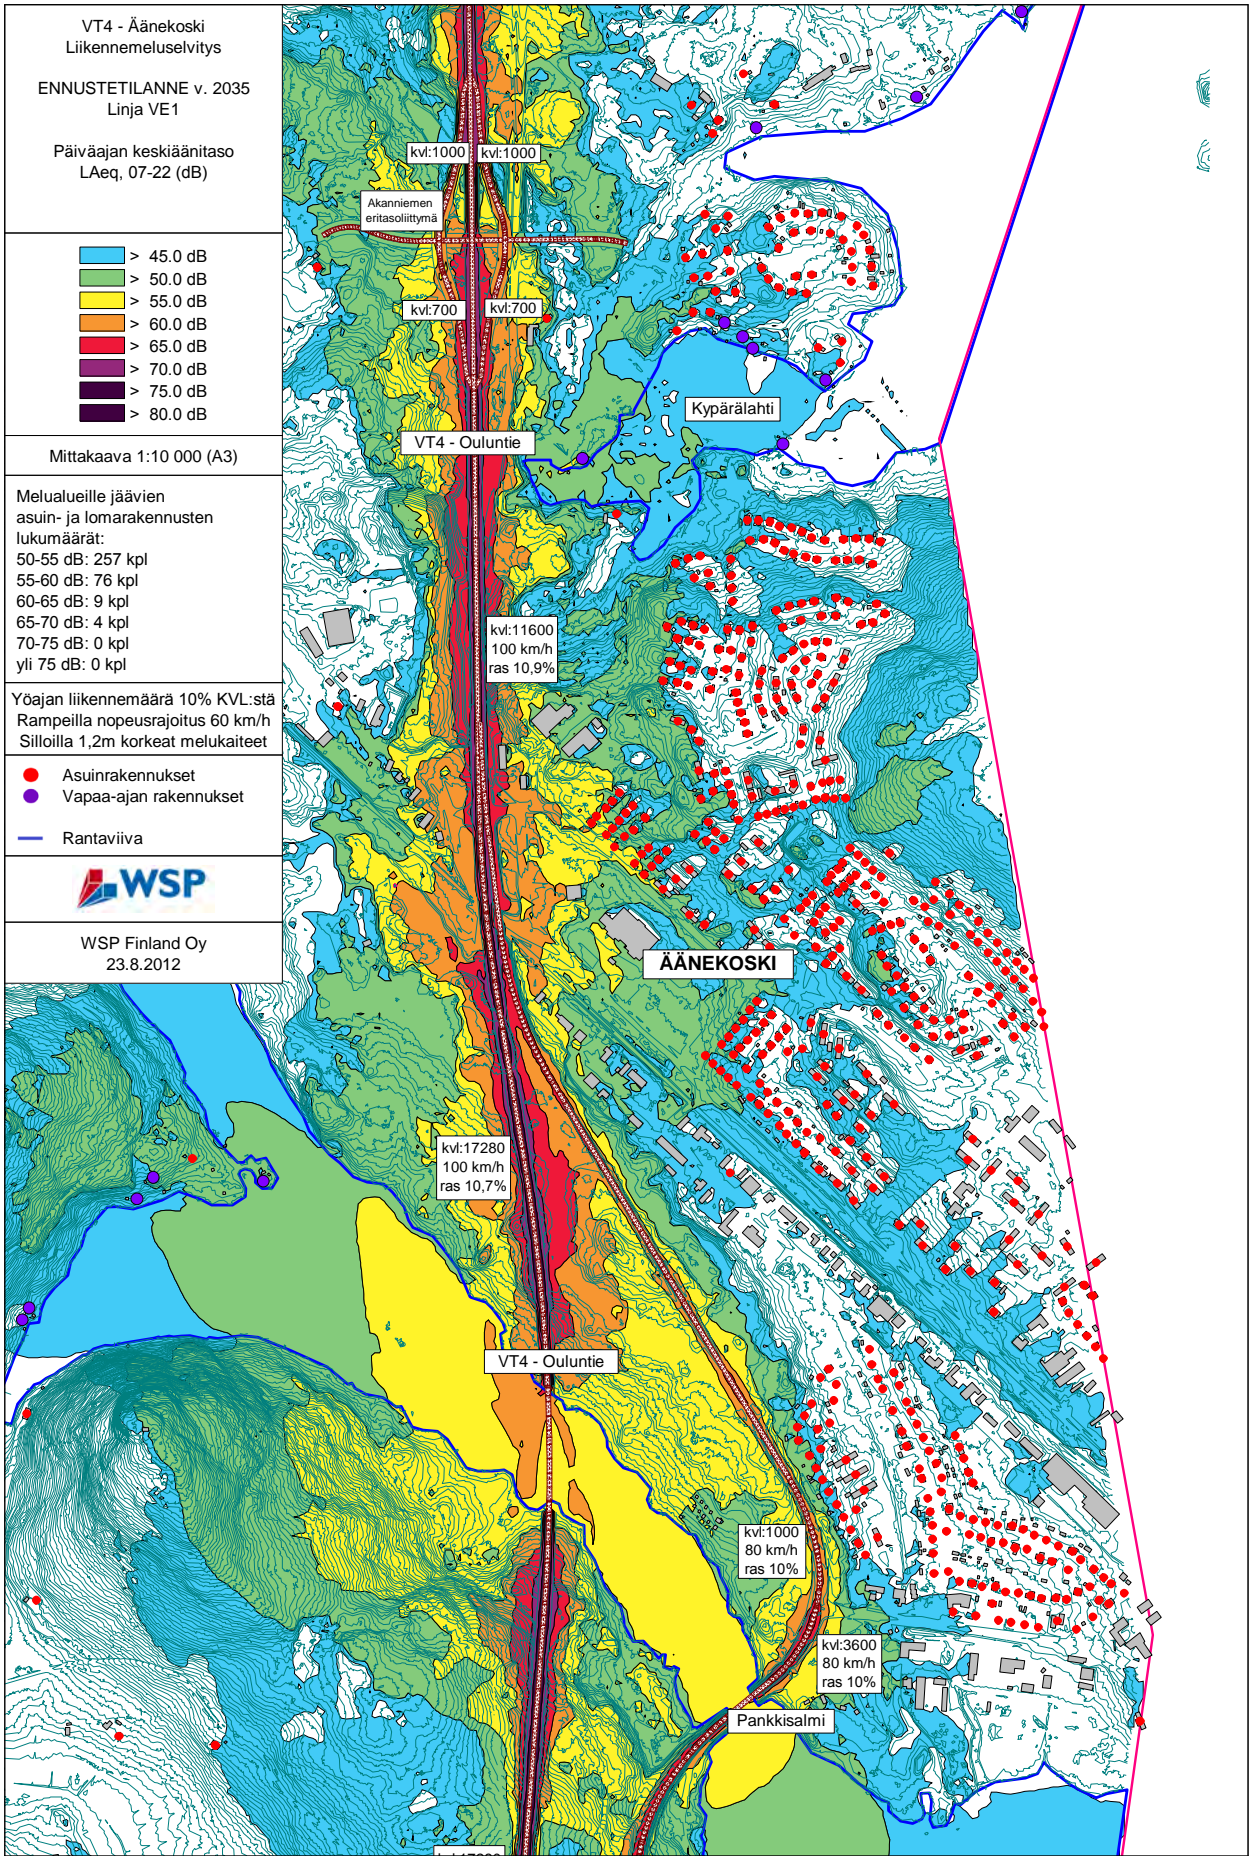 VT4 - Äänekoski
Liikennemeluselvitys
ENNUSTETILANNE v. 2035
Linja VE1
Päiväajan keskiäänitaso
LAeq, 07-22 (dB)
> 45.0 dB
> 50.0 dB
> 55.0 dB
> 60.0 dB
> 65.0 dB
> 70.0 dB
> 75.0 dB
> 80.0 dB
Mittakaava 1:10 000 (A3)
Melualueille jäävien
asuin- ja lomarakennusten
lukumäärät:
50-55 dB: 257 kpl
55-60 dB: 76 kpl
60-65 dB: 9 kpl
65-70 dB: 4 kpl
70-75 dB: 0 kpl
yli 75 dB: 0 kpl
Yöajan liikennemäärä 10% KVL:stä
Rampeilla nopeusrajoitus 60 km/h
Silloilla 1,2m korkeat melukaiteet
Asuinrakennukset
Vapaa-ajan rakennukset
Rantaviiva
WSP
WSP Finland Oy
23.8.2012
kvl:1000
kvl:1000
Akanniemen
eritasoliittymä
kvl:700
kvl:700
Kypärälahti
VT4 - Ouluntie
kvl:11600
100 km/h
ras 10,9%
ÄÄNEKOSKI
kvl:17280
100 km/h
ras 10,7%
VT4 - Ouluntie
kvl:1000
80 km/h
ras 10%
kvl:3600
80 km/h
ras 10%
Pankkisalmi